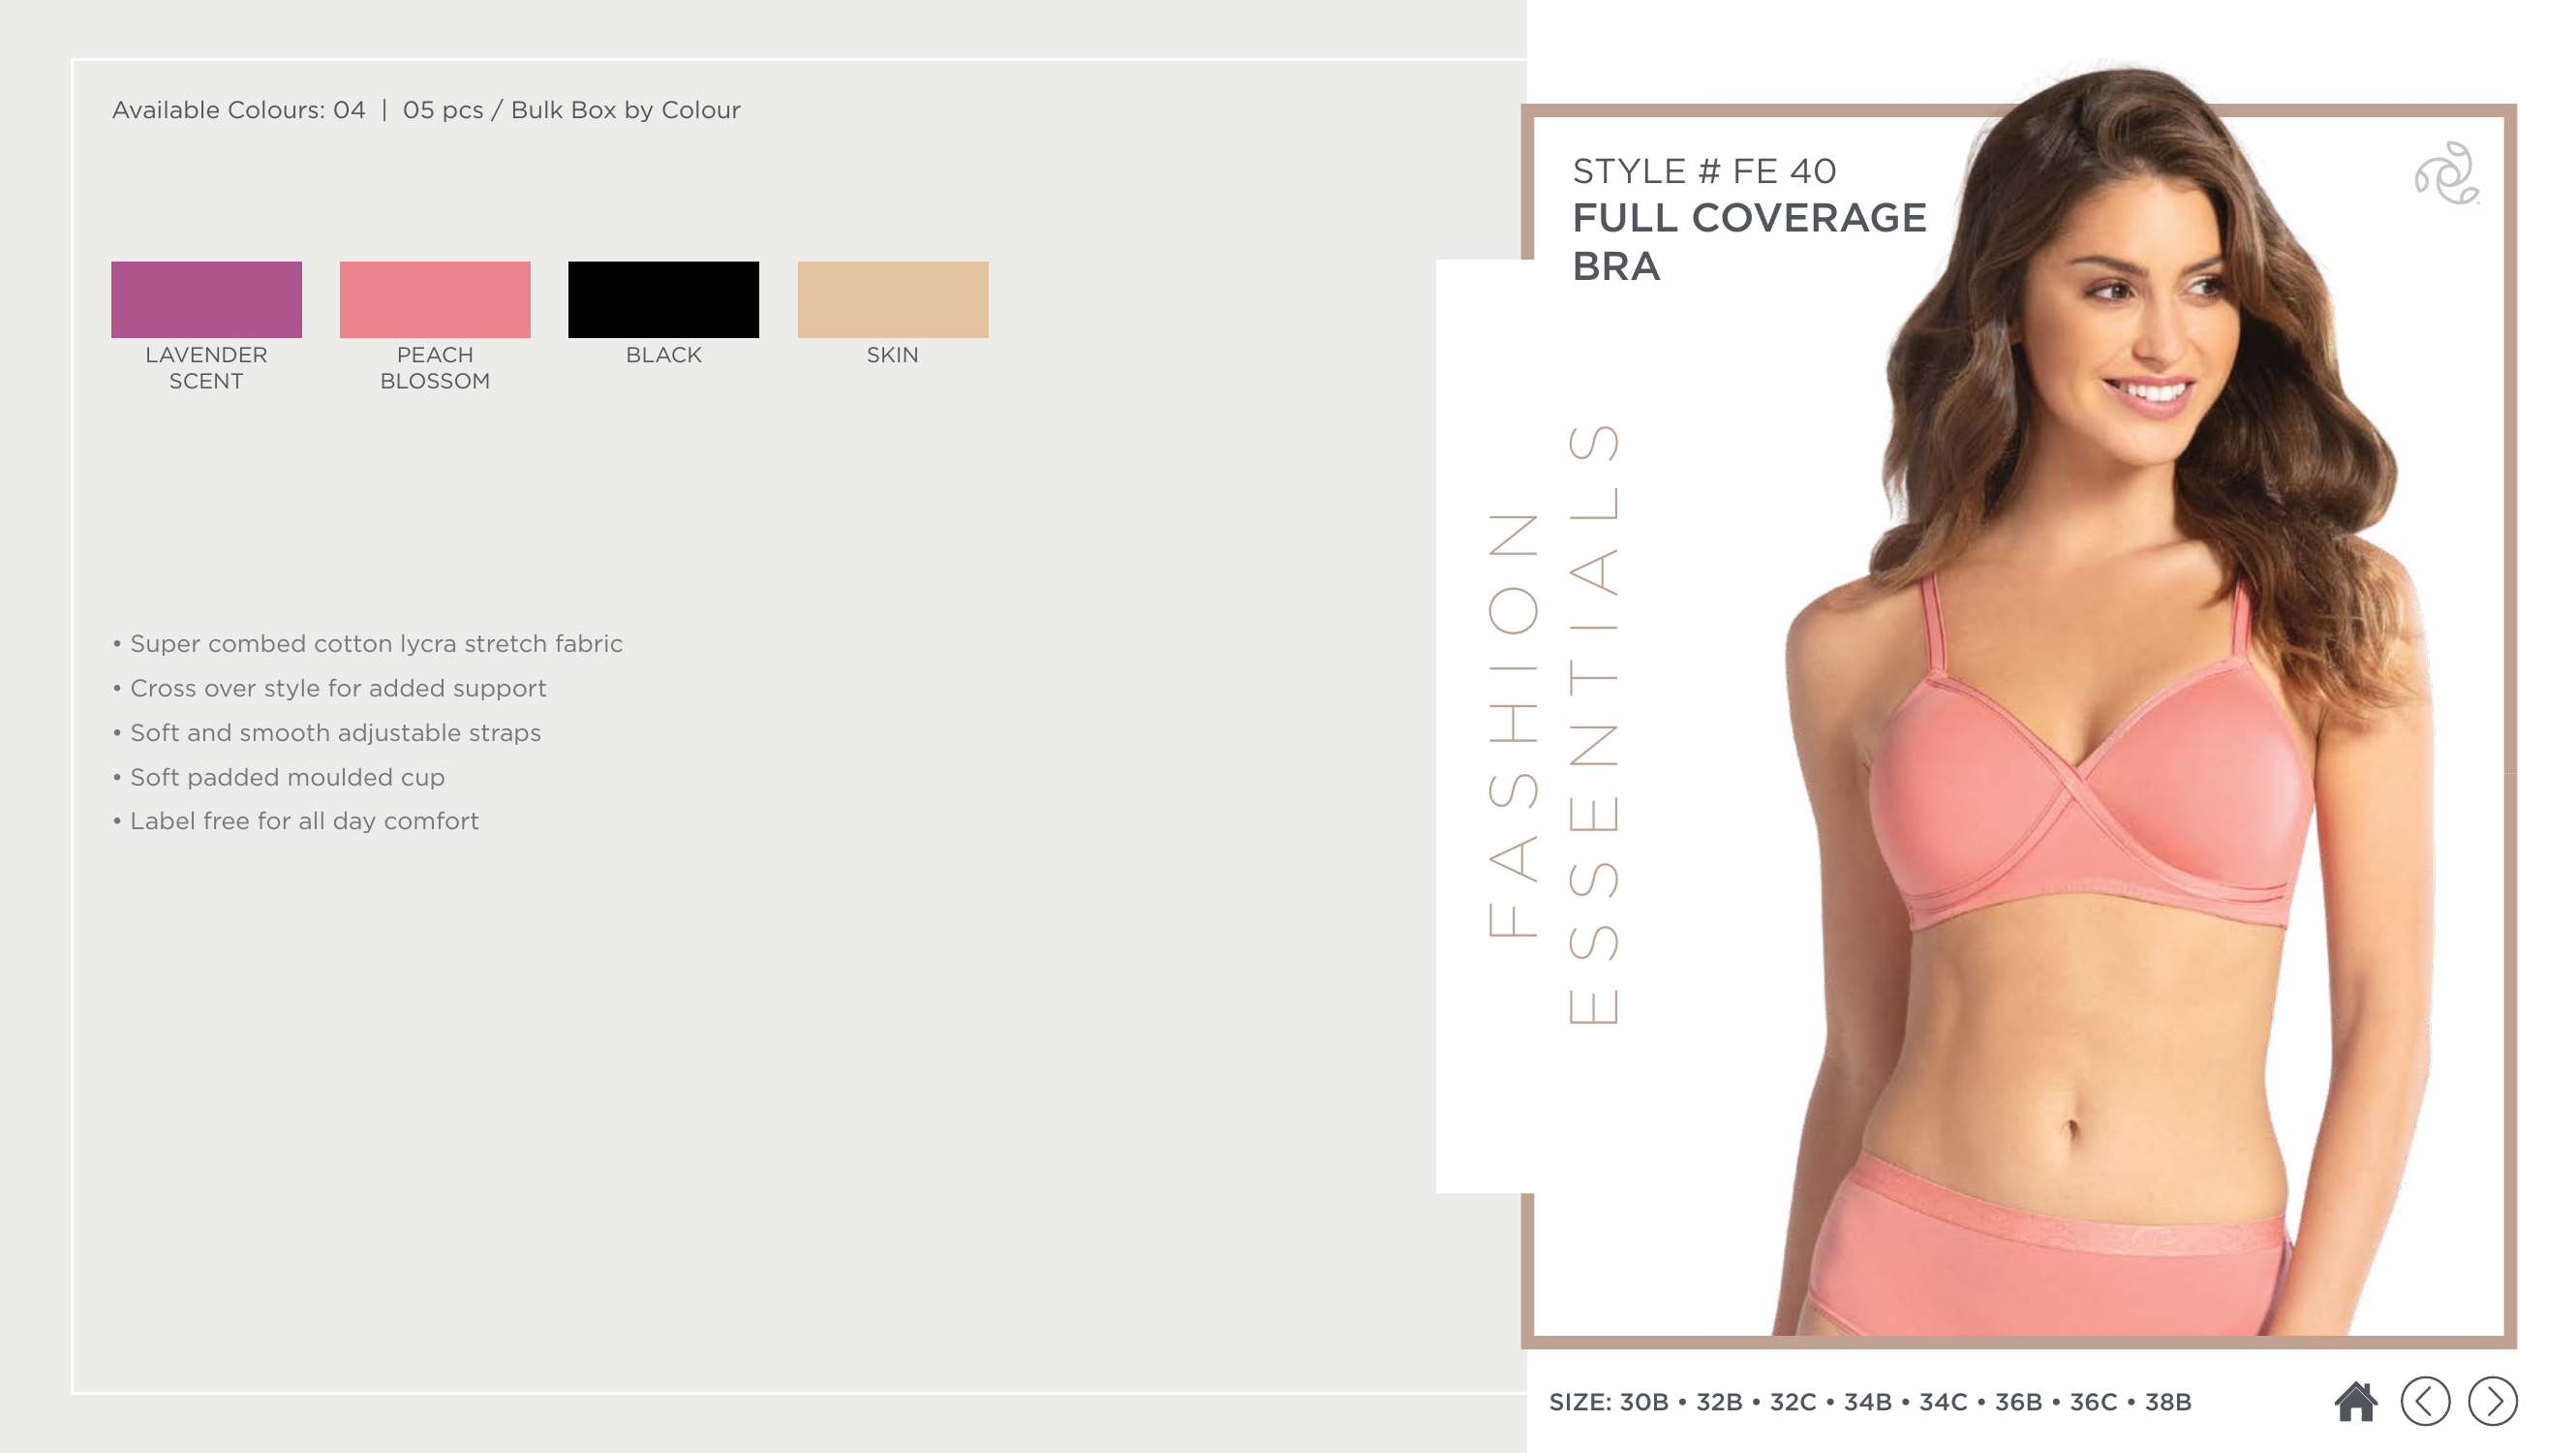 Available Colours: 04 | 05 pcs / Bulk Box by Colour
LAVENDER
SCENT
PEACH
BLOSSOM
BLACK
SKIN
• Super combed cotton lycra stretch fabric
• Cross over style for added support
• Soft and smooth adjustable straps
• Soft padded moulded cup
• Label free for all day comfort
STYLE # FE 40
FULL COVERAGE
BRA
FASHION
ESSENTIALS
SIZE: 30B • 32B • 32C • 34B • 34C • 36B • 36C • 38B